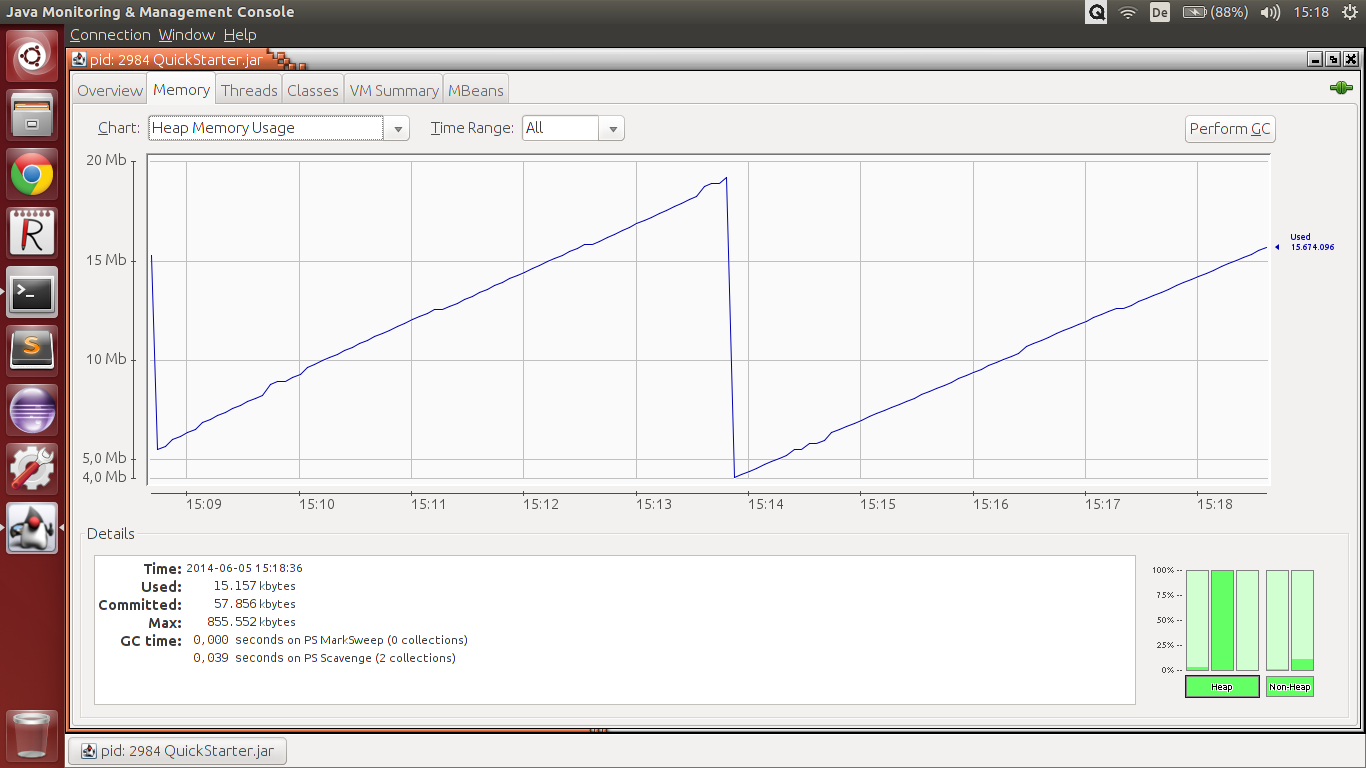 Java Monitoring & Management Console De (88%) 15:18
Connection Window Help
pid: 2984 QuickStarter.jar
Overview Memory Threads Classes VM Summary MBeans
Chart: Heap Memory Usage Time Range: All Perform GC
20 Mb
15 Mb
10 Mb
5,0 Mb
4,0 Mb
Used
15.674.096
15:09 15:10 15:11 15:12 15:13 15:14 15:15 15:16 15:17 15:18
Details
Time: 2014-06-05 15:18:36
Used: 15.157 kbytes
Committed: 57.856 kbytes
Max: 855.552 kbytes
GC time: 0,000 seconds on PS MarkSweep (0 collections)
0,039 seconds on PS Scavenge (2 collections)
100% --
75% --
50% --
25% --
0% --
Heap Non-Heap
pid: 2984 QuickStarter.jar